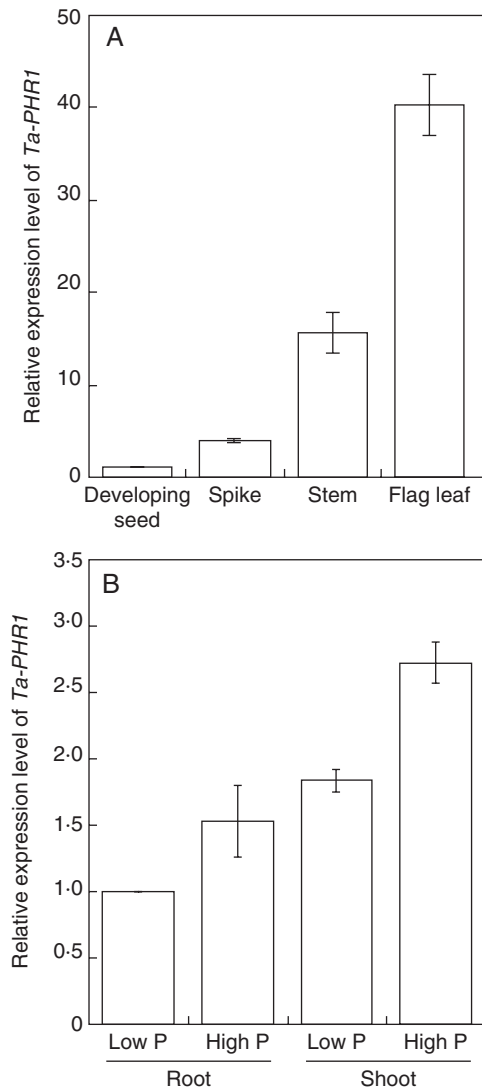 A
Relative expression level of Ta-PHR1
50
40
30
20
10
0
Developing seed
Spike
Stem
Flag leaf
B
Relative expression level of Ta-PHR1
3·5
3·0
2·5
2·0
1·5
1·0
0·5
0
Low P High P Low P High P
Root Shoot